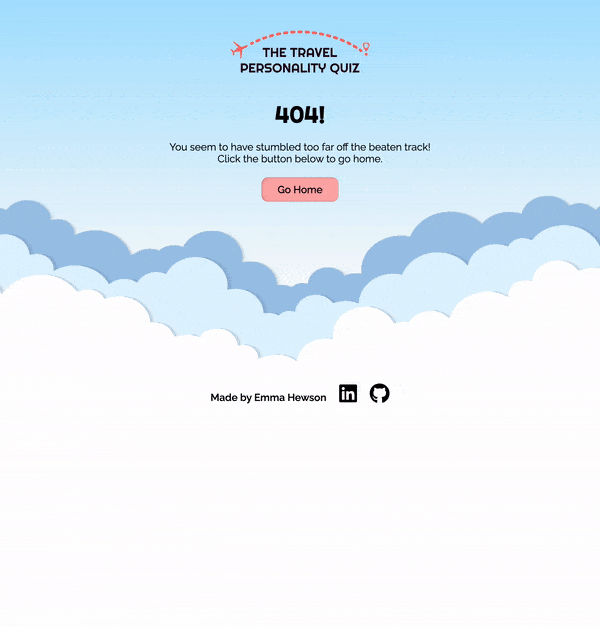 THE TRAVEL
PERSONALITY QUIZ
404!
You seem to have stumbled too far off the beaten track!
Click the button below to go home.
Go Home
Made by Emma Hewson
in